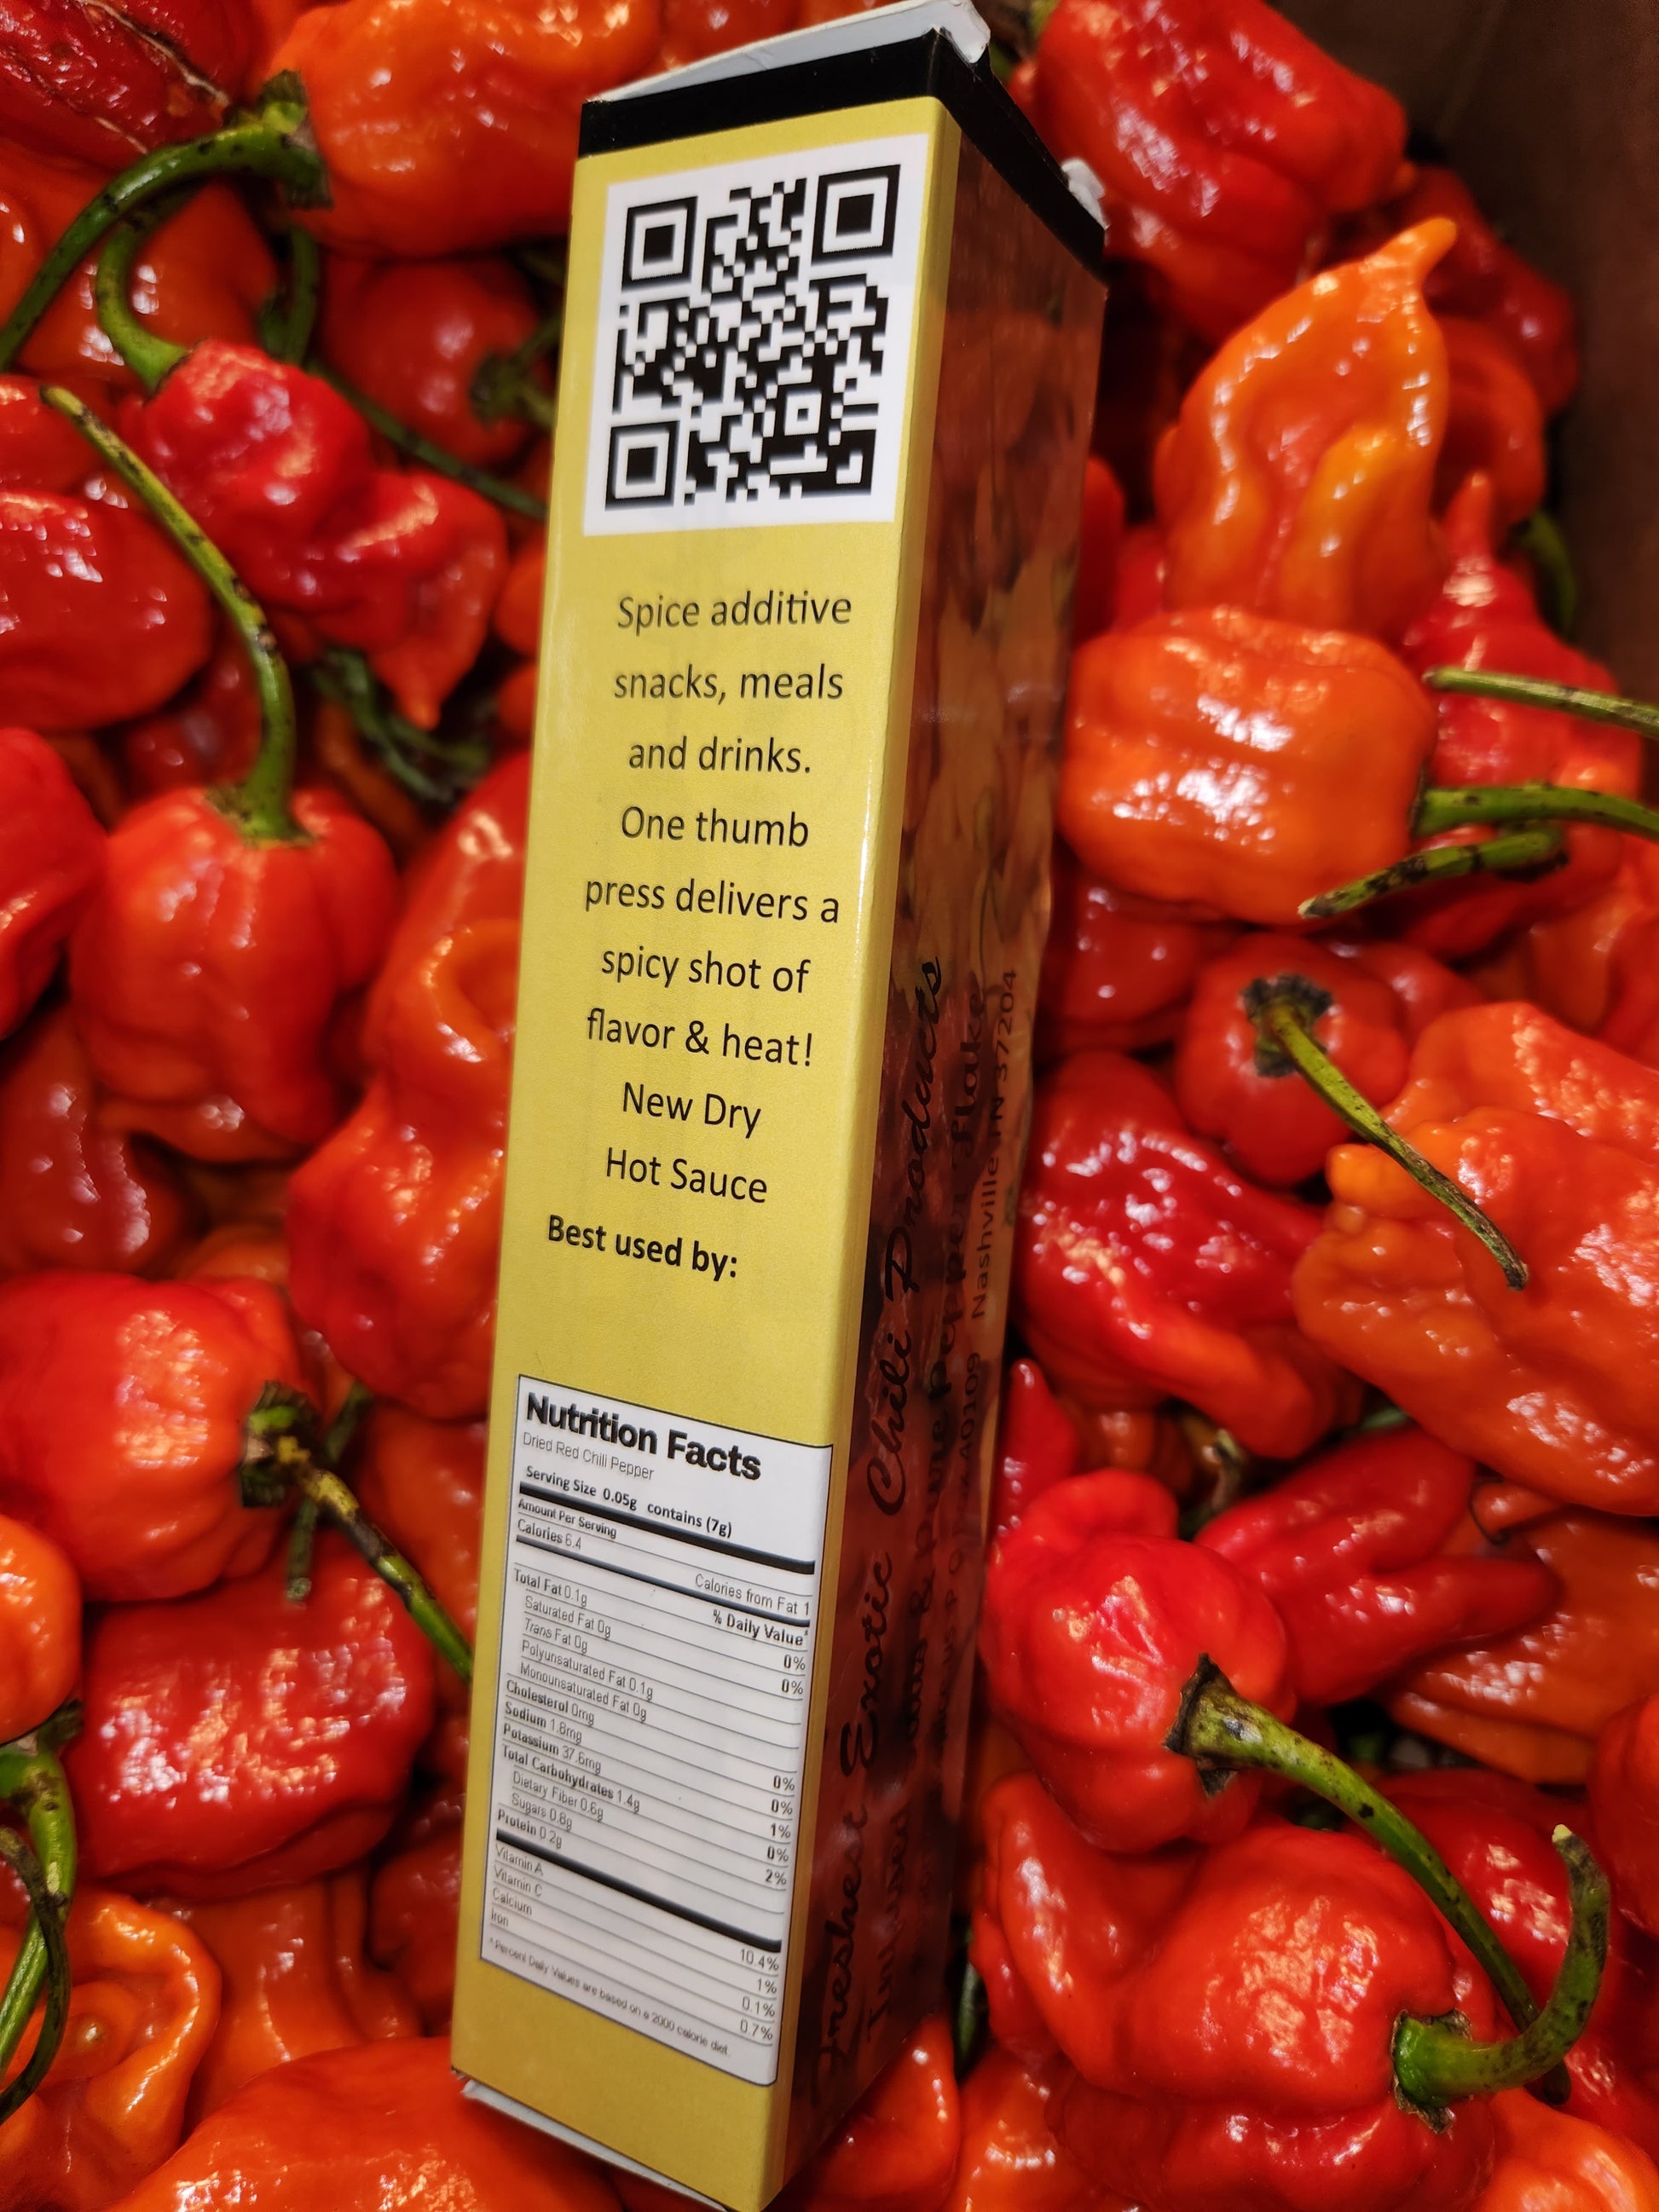 Spice additive
snacks, meals
and drinks.
One thumb
press delivers a
spicy shot of
flavor & heat!
New Dry
Hot Sauce
Best used by:
Nutrition Facts
Dried Red Chili Pepper
Serving Size 0.05g contains (7g)
Amount Per Serving
Calories 6.4 Calories from Fat 1
% Daily Value*
Total Fat 0.1g 0%
Saturated Fat 0g 0%
Trans Fat 0g
Polyunsaturated Fat 0.1g
Monounsaturated Fat 0g
Cholesterol 0mg 0%
Sodium 1.8mg 0%
Potassium 37.6mg 1%
Total Carbohydrates 1.4g 0%
Dietary Fiber 0.6g 2%
Sugars 0.8g
Protein 0.2g
Vitamin A 10.4%
Vitamin C 1%
Calcium 0.1%
Iron 0.7%
*Percent Daily Values are based on a 2000 calorie diet.
Freshest Exotic Chili Products
& Pepper Flake
40109 Nashville TN 37204